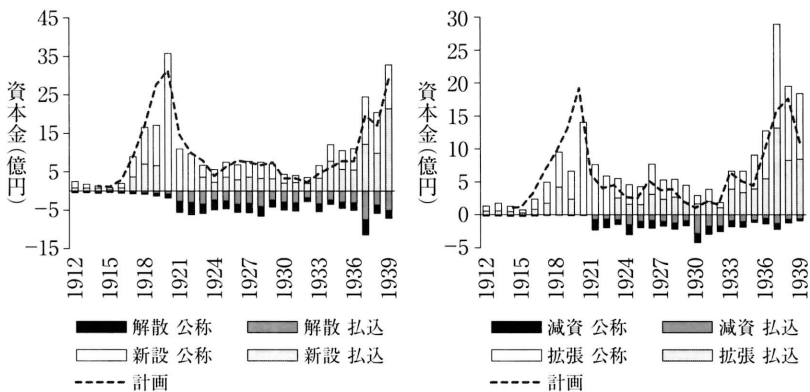 資本金(億円)
45
35
25
15
5
−5
−15
1912
1915
1918
1921
1924
1927
1930
1933
1936
1939
解散 公称
解散 払込
新設 公称
新設 払込
計画
資本金(億円)
30
25
20
15
10
5
0
−5
1912
1915
1918
1921
1924
1927
1930
1933
1936
1939
減資 公称
減資 払込
拡張 公称
拡張 払込
計画